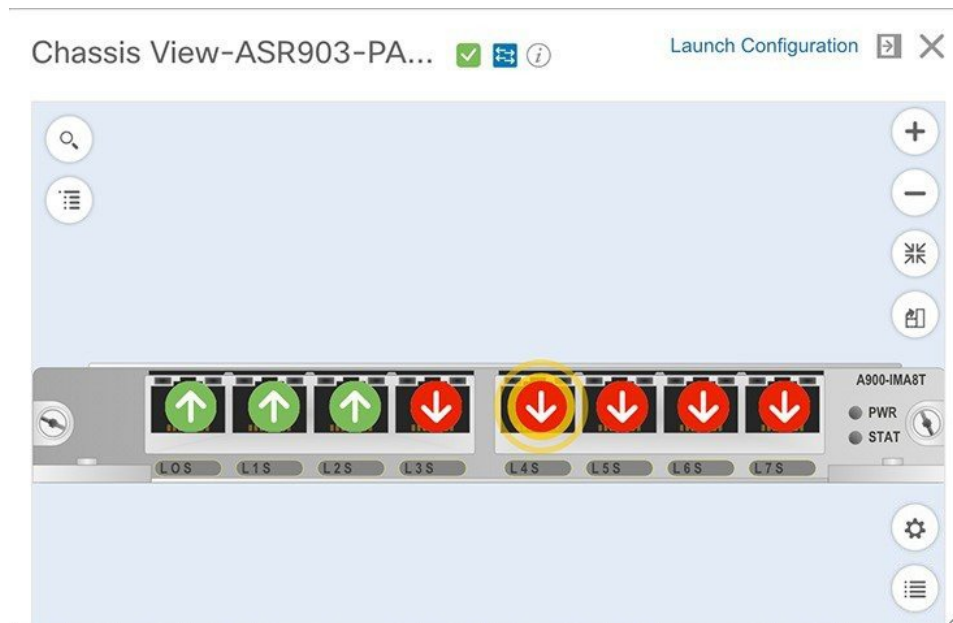 Chassis View-ASR903-PA...
Launch Configuration
A900-IMA8T
PWR
STAT
L0S L1S L2S L3S L4S L5S L6S L7S